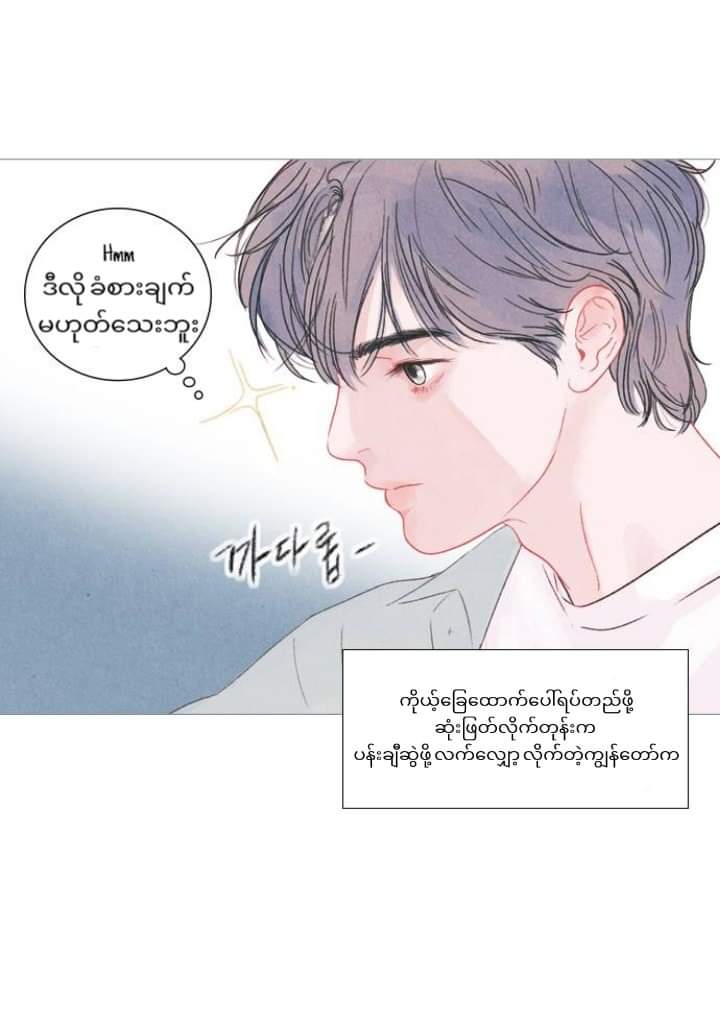 Hmm
ဒီလို ခံစားချက်
မဟုတ်သေးဘူး
까다롭-
ကိုယ့်ခြေထောက်ပေါ်ရပ်တည်ဖို့
ဆုံးဖြတ်လိုက်တုန်းက
ပန်းချီဆွဲဖို့ လက်လျှော့ လိုက်တဲ့ကျွန်တော်က